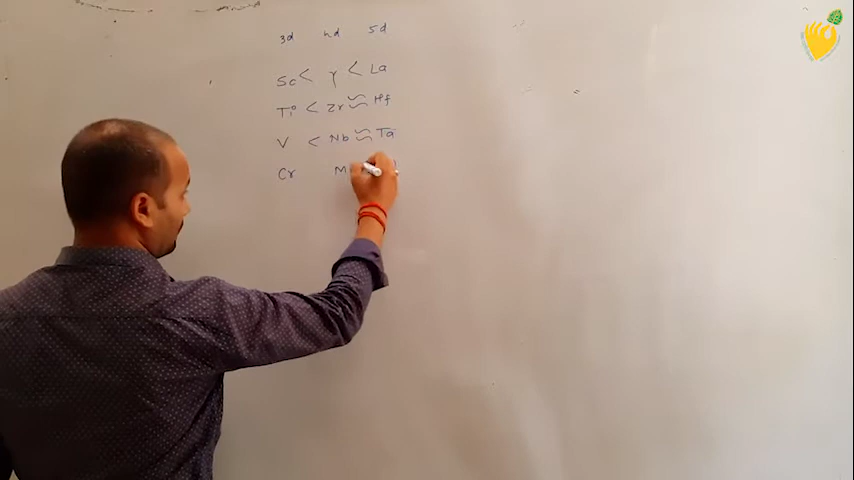 3d 4d 5d
Sc < Y < La
Ti < Zr ≈ Hf
V < Nb ≈ Ta
Cr M